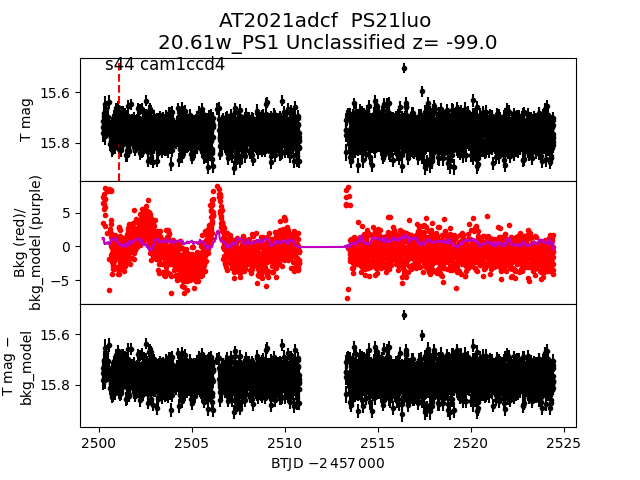 AT2021adcf  PS21luo
20.61w_PS1 Unclassified z= -99.0
s44 cam1ccd4
T mag
15.6
15.8
Bkg (red)/
bkg_model (purple)
5
0
−5
T mag −
bkg_model
15.6
15.8
2500 2505 2510 2515 2520 2525
BTJD −2 457 000